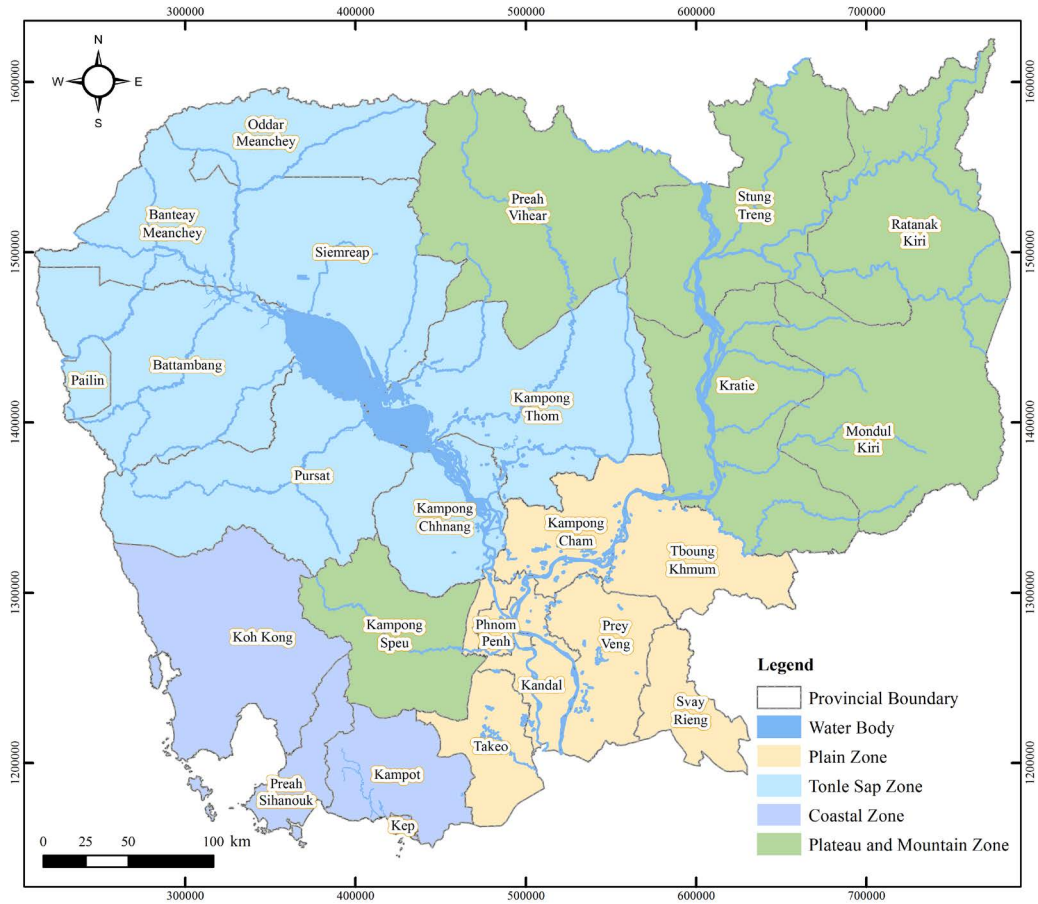 300000
400000
500000
600000
700000
N
W
E
S
1600000
1600000
1500000
1500000
1400000
1400000
1300000
1300000
1200000
1200000
Oddar
Meanchey
Banteay
Meanchey
Siemreap
Preah
Vihear
Stung
Treng
Ratanak
Kiri
Battambang
Pailin
Kampong
Thom
Kratie
Mondul
Kiri
Pursat
Kampong
Chhnang
Kampong
Cham
Tboung
Khmum
Koh Kong
Kampong
Speu
Phnom
Penh
Prey
Veng
Kandal
Svay
Rieng
Takeo
Kampot
Preah
Sihanouk
Kep
Legend
Provincial Boundary
Water Body
Plain Zone
Tonle Sap Zone
Coastal Zone
Plateau and Mountain Zone
0 25 50 100 km
300000
400000
500000
600000
700000